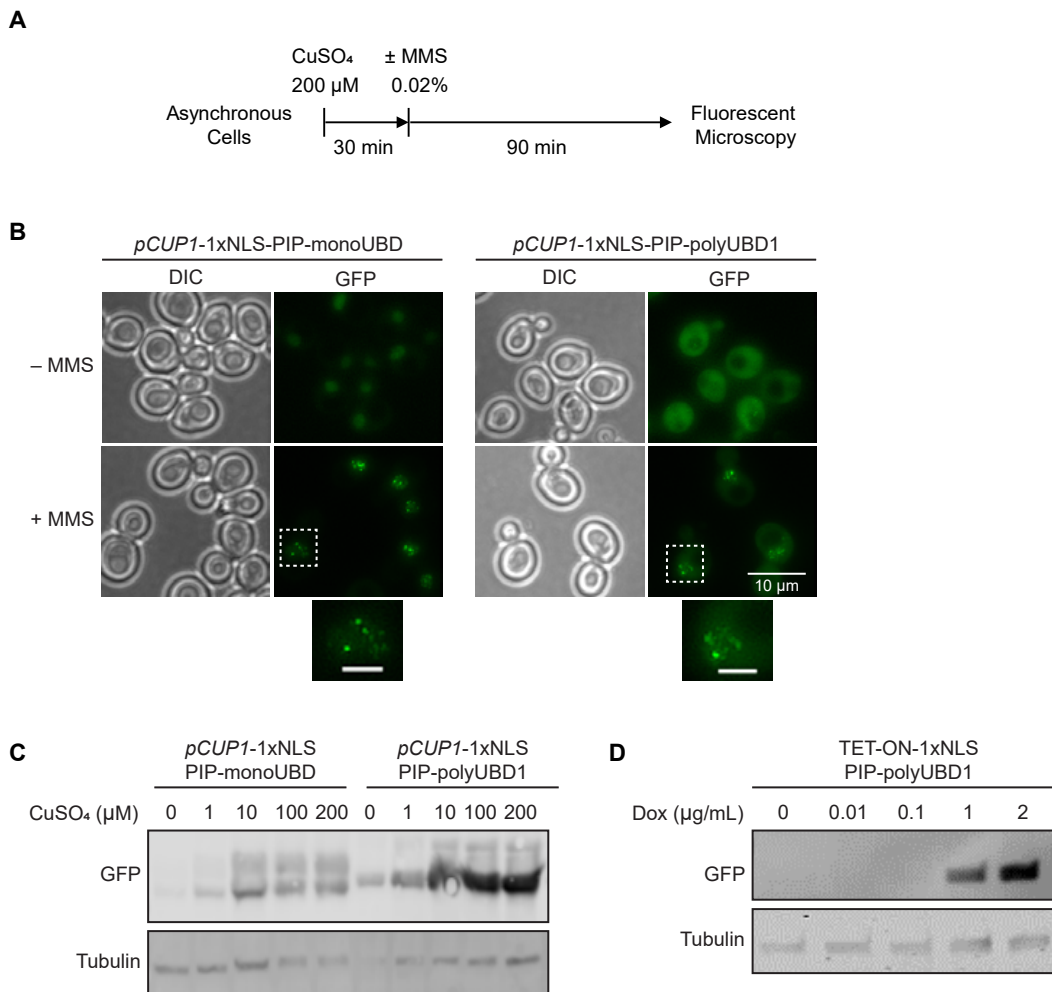 A
CuSO₄ ± MMS
200 µM 0.02%
Asynchronous Fluorescent
Cells Microscopy
30 min 90 min
B
pCUP1-1xNLS-PIP-monoUBD pCUP1-1xNLS-PIP-polyUBD1
DIC GFP DIC GFP
– MMS
+ MMS
10 µm
C
pCUP1-1xNLS pCUP1-1xNLS
PIP-monoUBD PIP-polyUBD1
CuSO₄ (µM) 0 1 10 100 200 0 1 10 100 200
GFP
Tubulin
D
TET-ON-1xNLS
PIP-polyUBD1
Dox (µg/mL) 0 0.01 0.1 1 2
GFP
Tubulin